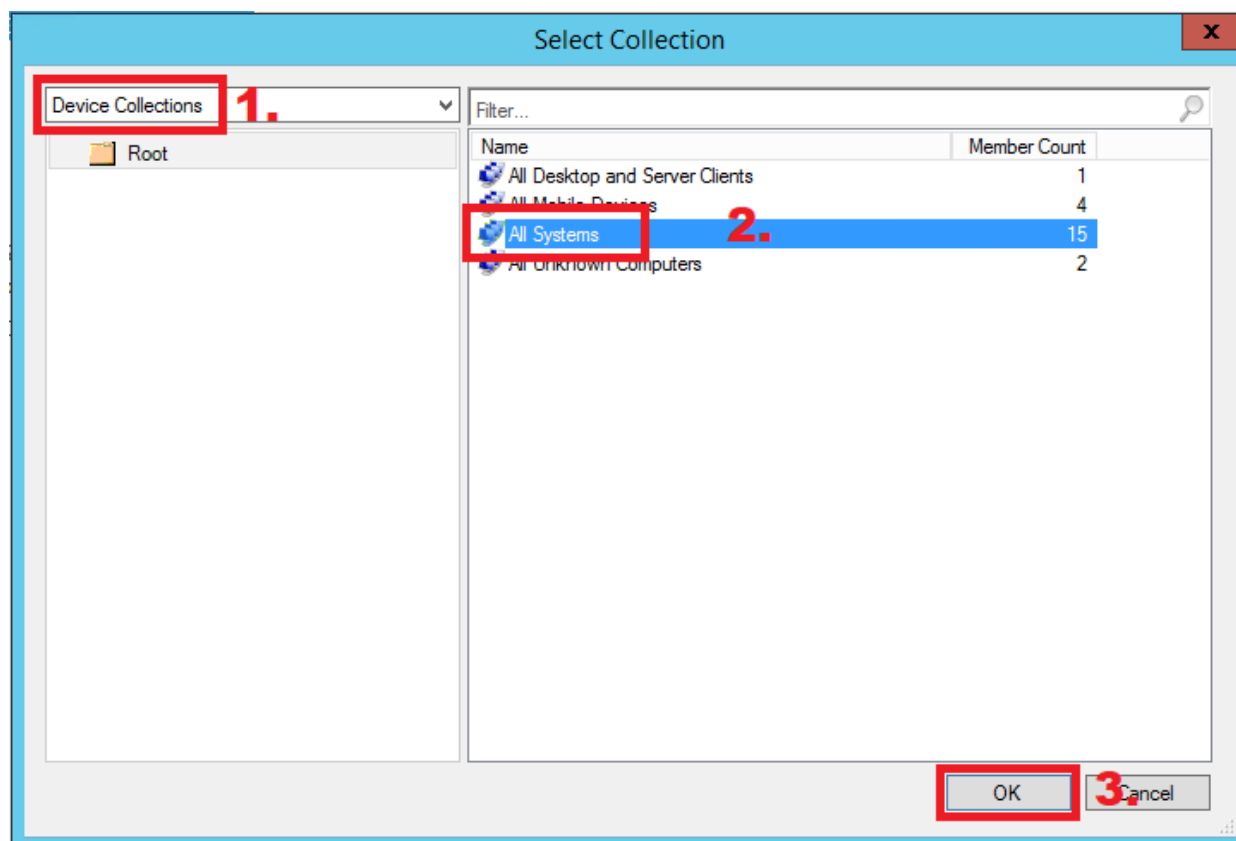 Select Collection
x
Device Collections 1.
Filter...
Root
Name Member Count
All Desktop and Server Clients 1
All Mobile Devices 4
All Systems 2. 15
All Unknown Computers 2
OK 3. Cancel